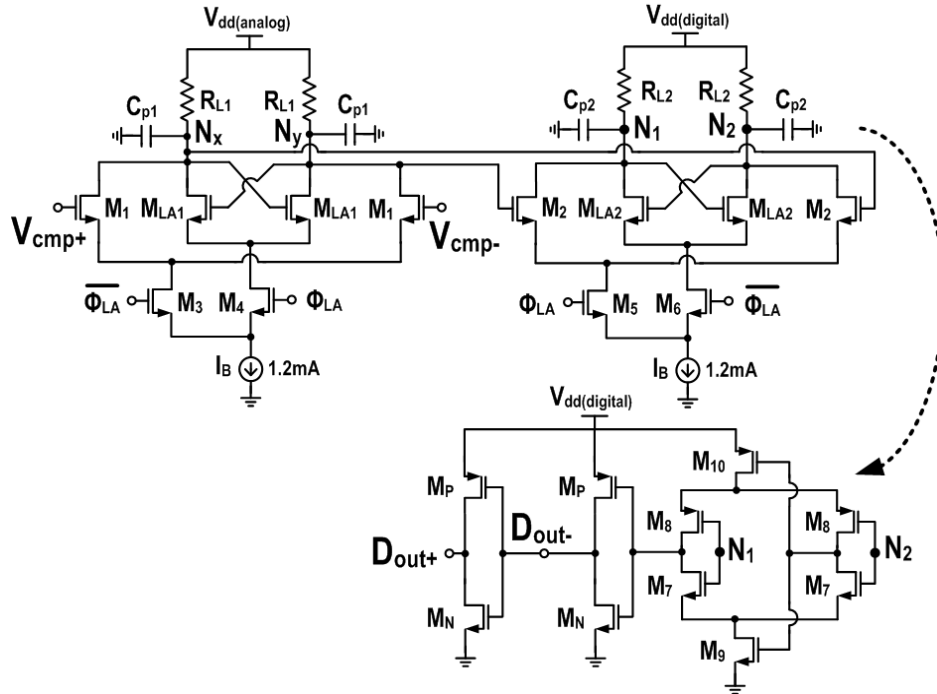 Vdd(analog) Vdd(digital)
Cp1 RL1 RL1 Cp1 Cp2 RL2 RL2 Cp2
Nx Ny N1 N2
M1 MLA1 MLA1 M1 M2 MLA2 MLA2 M2
Vcmp+ Vcmp-
Φ̅LA M3 M4 ΦLA ΦLA M5 M6 Φ̅LA
IB 1.2mA IB 1.2mA
Vdd(digital)
M10
MP MP M8 M8
Dout+ Dout- N1 N2
M7 M7
MN MN M9